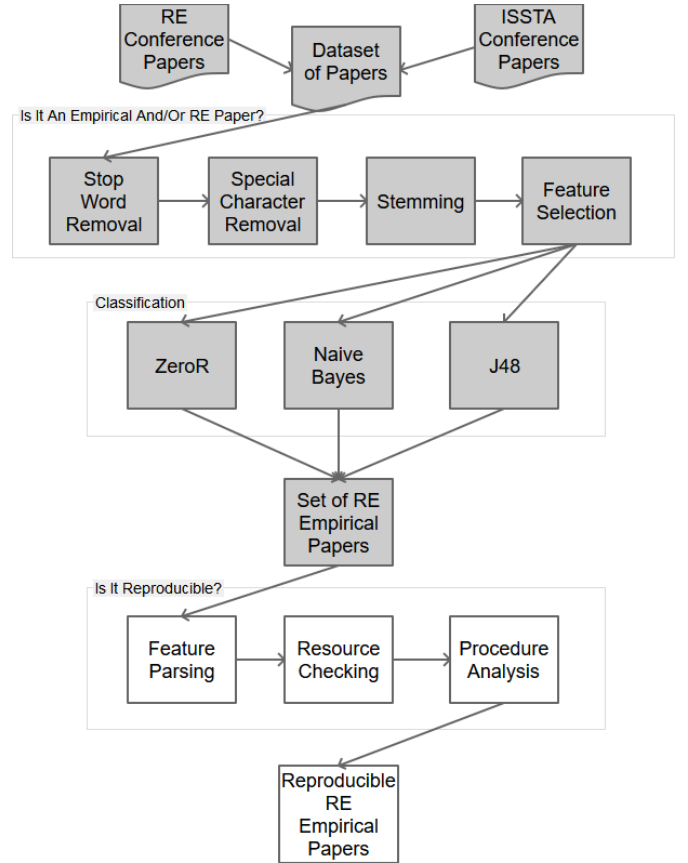 RE
Conference
Papers
Dataset
of Papers
ISSTA
Conference
Papers
Is It An Empirical And/Or RE Paper?
Stop
Word
Removal
Special
Character
Removal
Stemming
Feature
Selection
Classification
ZeroR
Naive
Bayes
J48
Set of RE
Empirical
Papers
Is It Reproducible?
Feature
Parsing
Resource
Checking
Procedure
Analysis
Reproducible
RE
Empirical
Papers